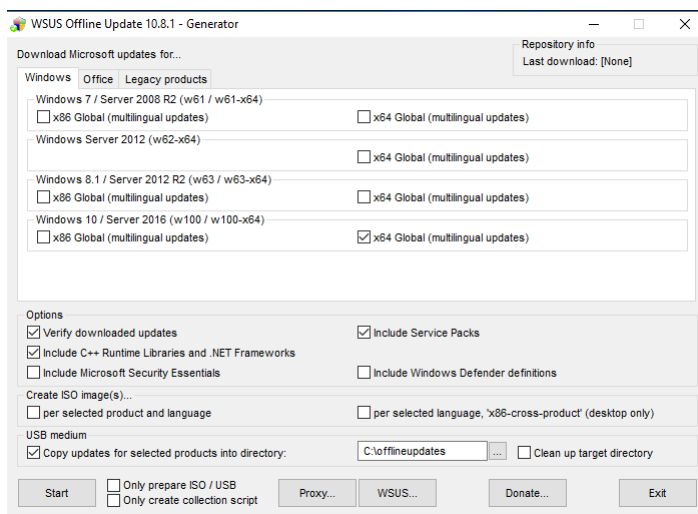 WSUS Offline Update 10.8.1 - Generator
Download Microsoft updates for...
Repository info
Last download: [None]
Windows Office Legacy products
Windows 7 / Server 2008 R2 (w61 / w61-x64)
x86 Global (multilingual updates) x64 Global (multilingual updates)
Windows Server 2012 (w62-x64)
x64 Global (multilingual updates)
Windows 8.1 / Server 2012 R2 (w63 / w63-x64)
x86 Global (multilingual updates) x64 Global (multilingual updates)
Windows 10 / Server 2016 (w100 / w100-x64)
x86 Global (multilingual updates) x64 Global (multilingual updates)
Options
Verify downloaded updates Include Service Packs
Include C++ Runtime Libraries and .NET Frameworks
Include Microsoft Security Essentials Include Windows Defender definitions
Create ISO image(s)...
per selected product and language per selected language, 'x86-cross-product' (desktop only)
USB medium
Copy updates for selected products into directory: C:\offlineupdates ... Clean up target directory
Start
Only prepare ISO / USB
Only create collection script
Proxy... WSUS... Donate... Exit